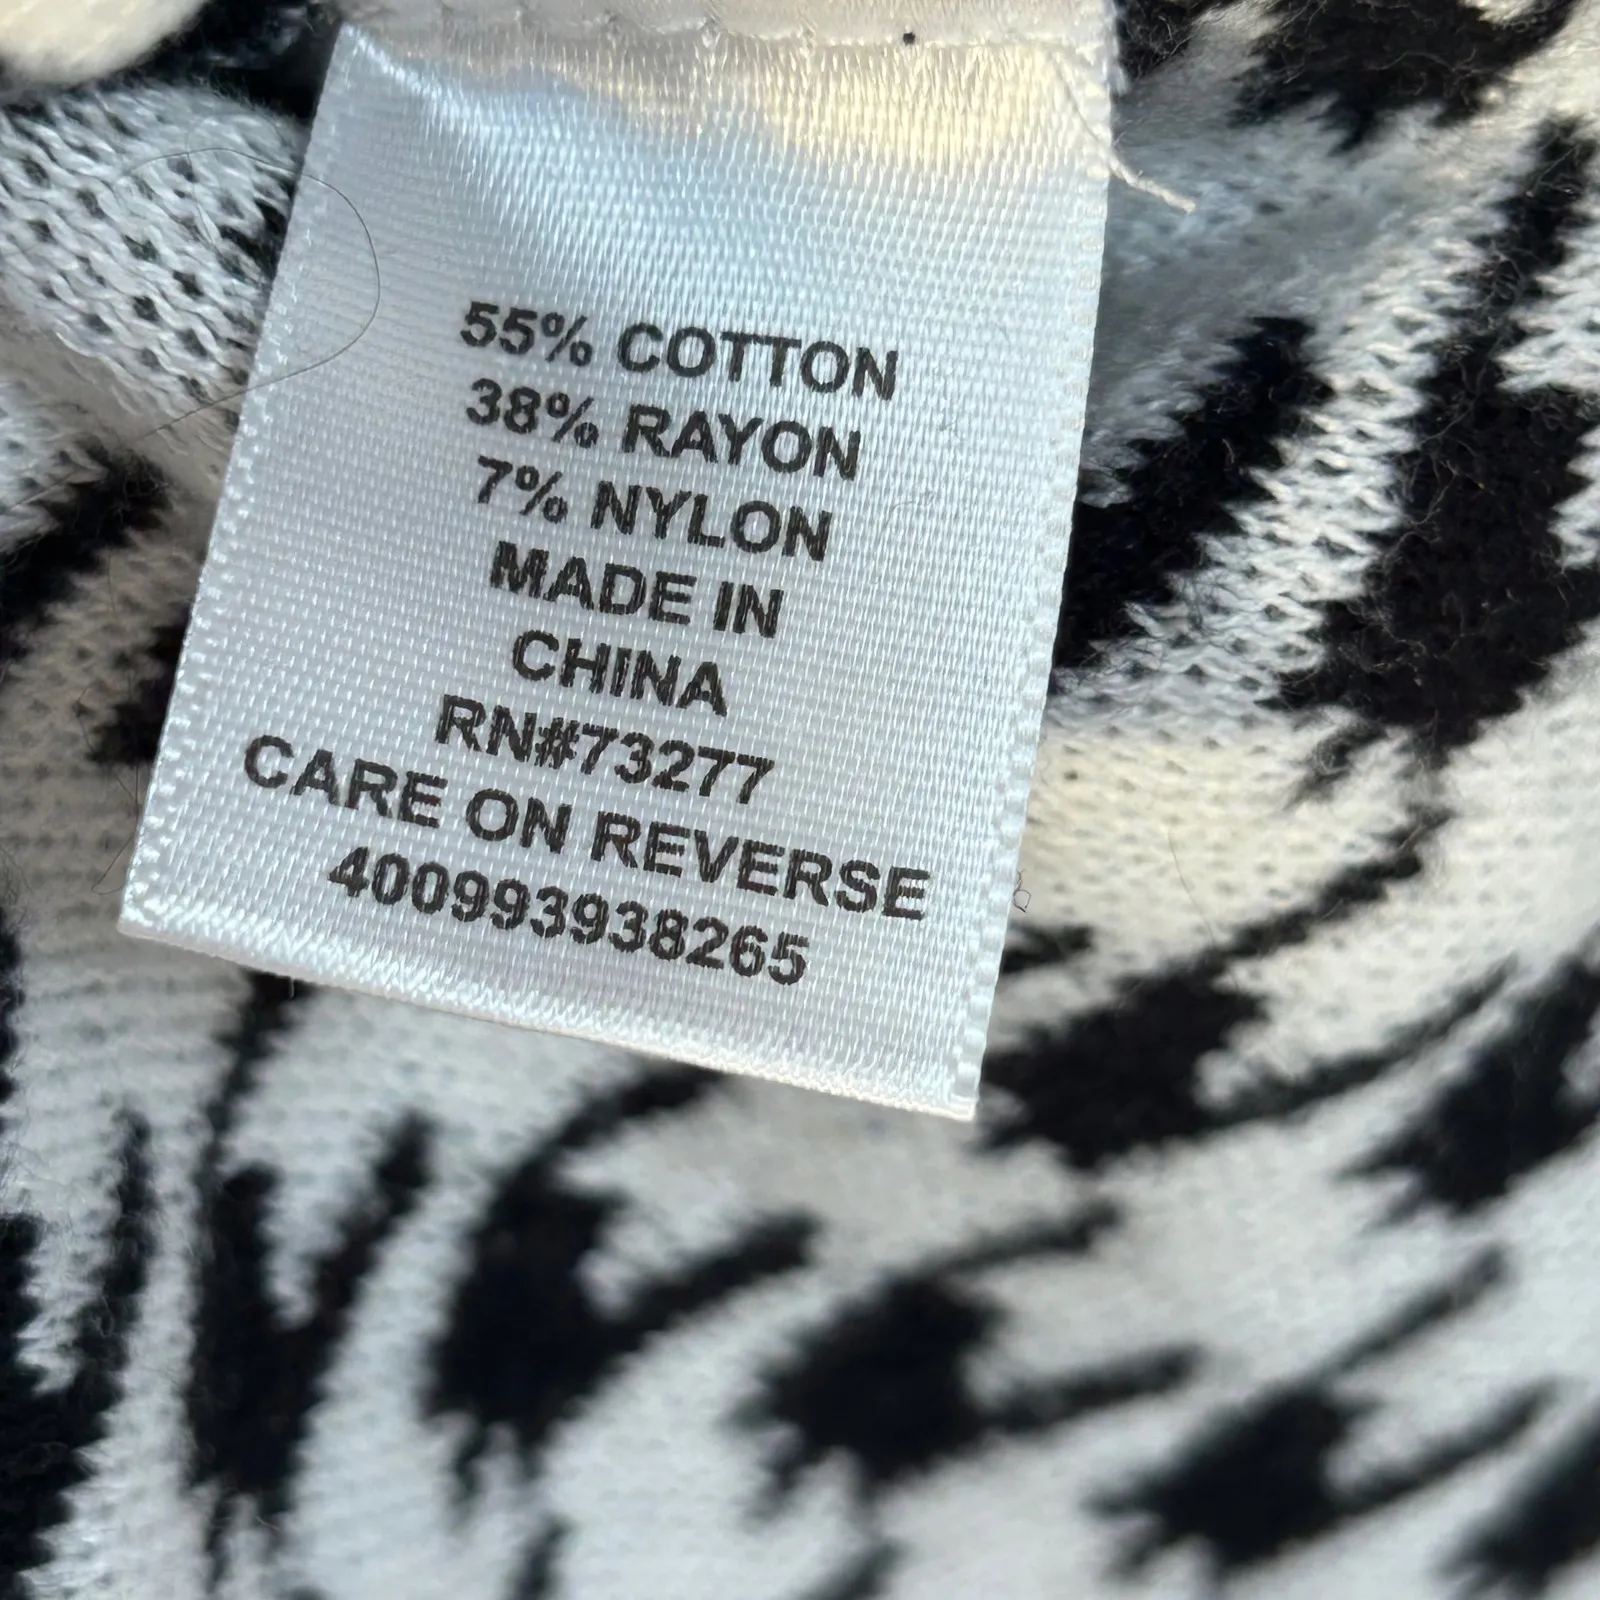 55% COTTON
38% RAYON
7% NYLON
MADE IN
CHINA
RN#73277
CARE ON REVERSE
400993938265